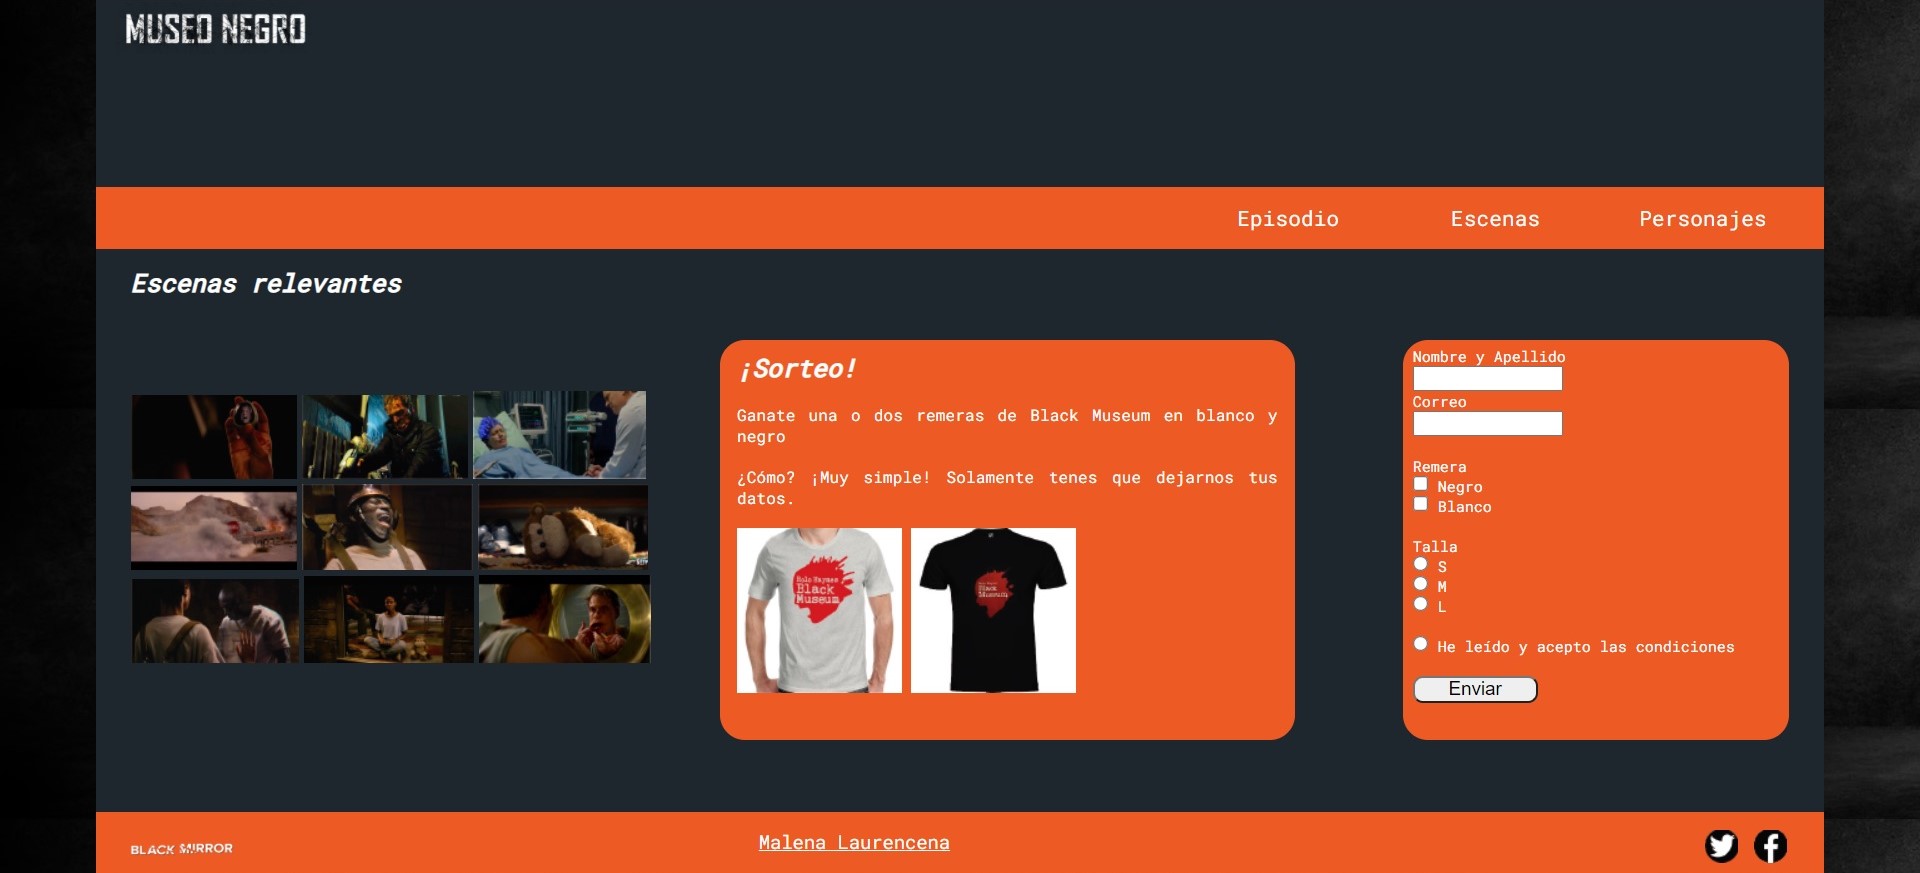 MUSEO NEGRO
Episodio
Escenas
Personajes
Escenas relevantes
¡Sorteo!
Ganate una o dos remeras de Black Museum en blanco y
negro
¿Cómo? ¡Muy simple! Solamente tenes que dejarnos tus
datos.
Rolo Haynes
Black
Museum
Black
Museum
Nombre y Apellido
Correo
Remera
Negro
Blanco
Talla
S
M
L
He leído y acepto las condiciones
Enviar
BLACK MIRROR
Malena Laurencena